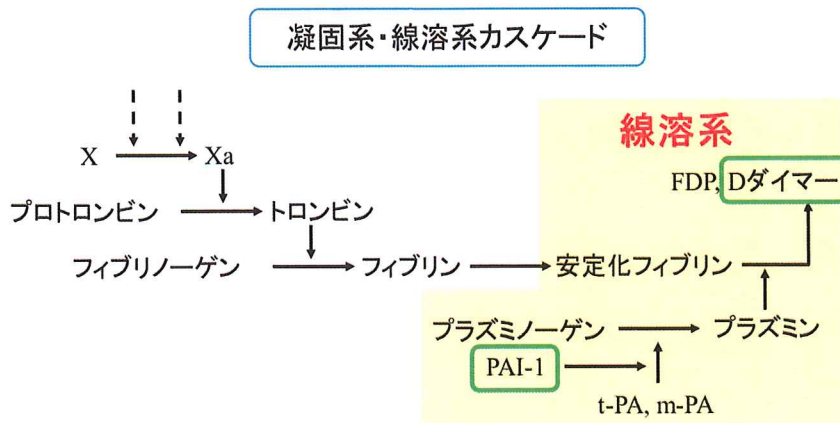 凝固系・線溶系カスケード
線溶系
X Xa
FDP, Dダイマー
プロトロンビン トロンビン
フィブリノーゲン フィブリン 安定化フィブリン
プラズミノーゲン プラズミン
PAI-1
t-PA, m-PA